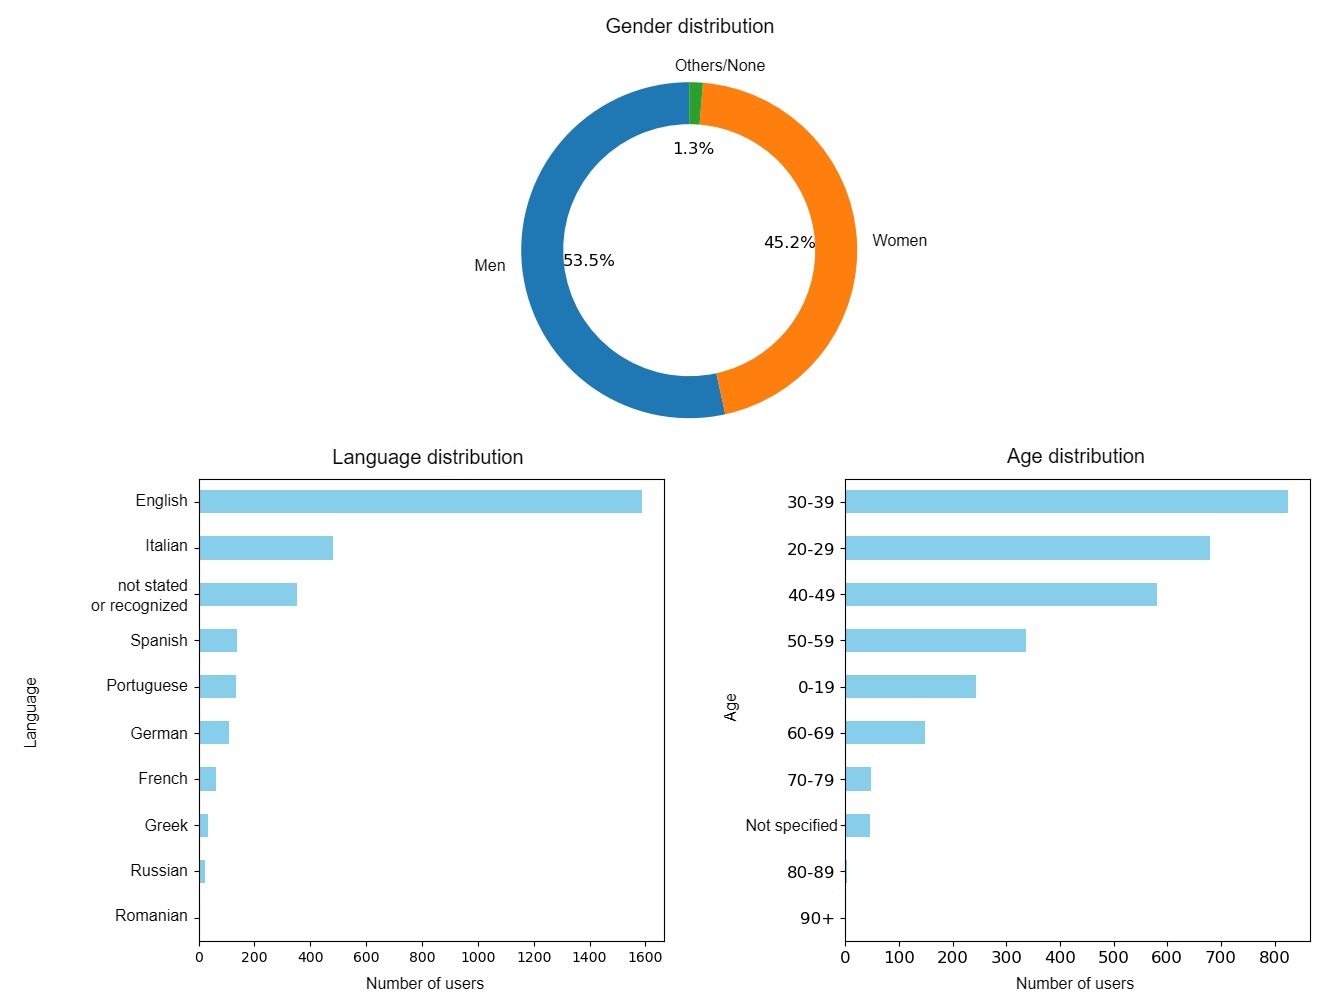 Gender distribution
Others/None
1.3%
45.2%
Women
Men
53.5%
Language distribution
English
Italian
not stated
or recognized
Spanish
Portuguese
German
French
Greek
Russian
Romanian
Language
0 200 400 600 800 1000 1200 1400 1600
Number of users
Age distribution
30-39
20-29
40-49
50-59
0-19
60-69
70-79
Not specified
80-89
90+
Age
0 100 200 300 400 500 600 700 800
Number of users